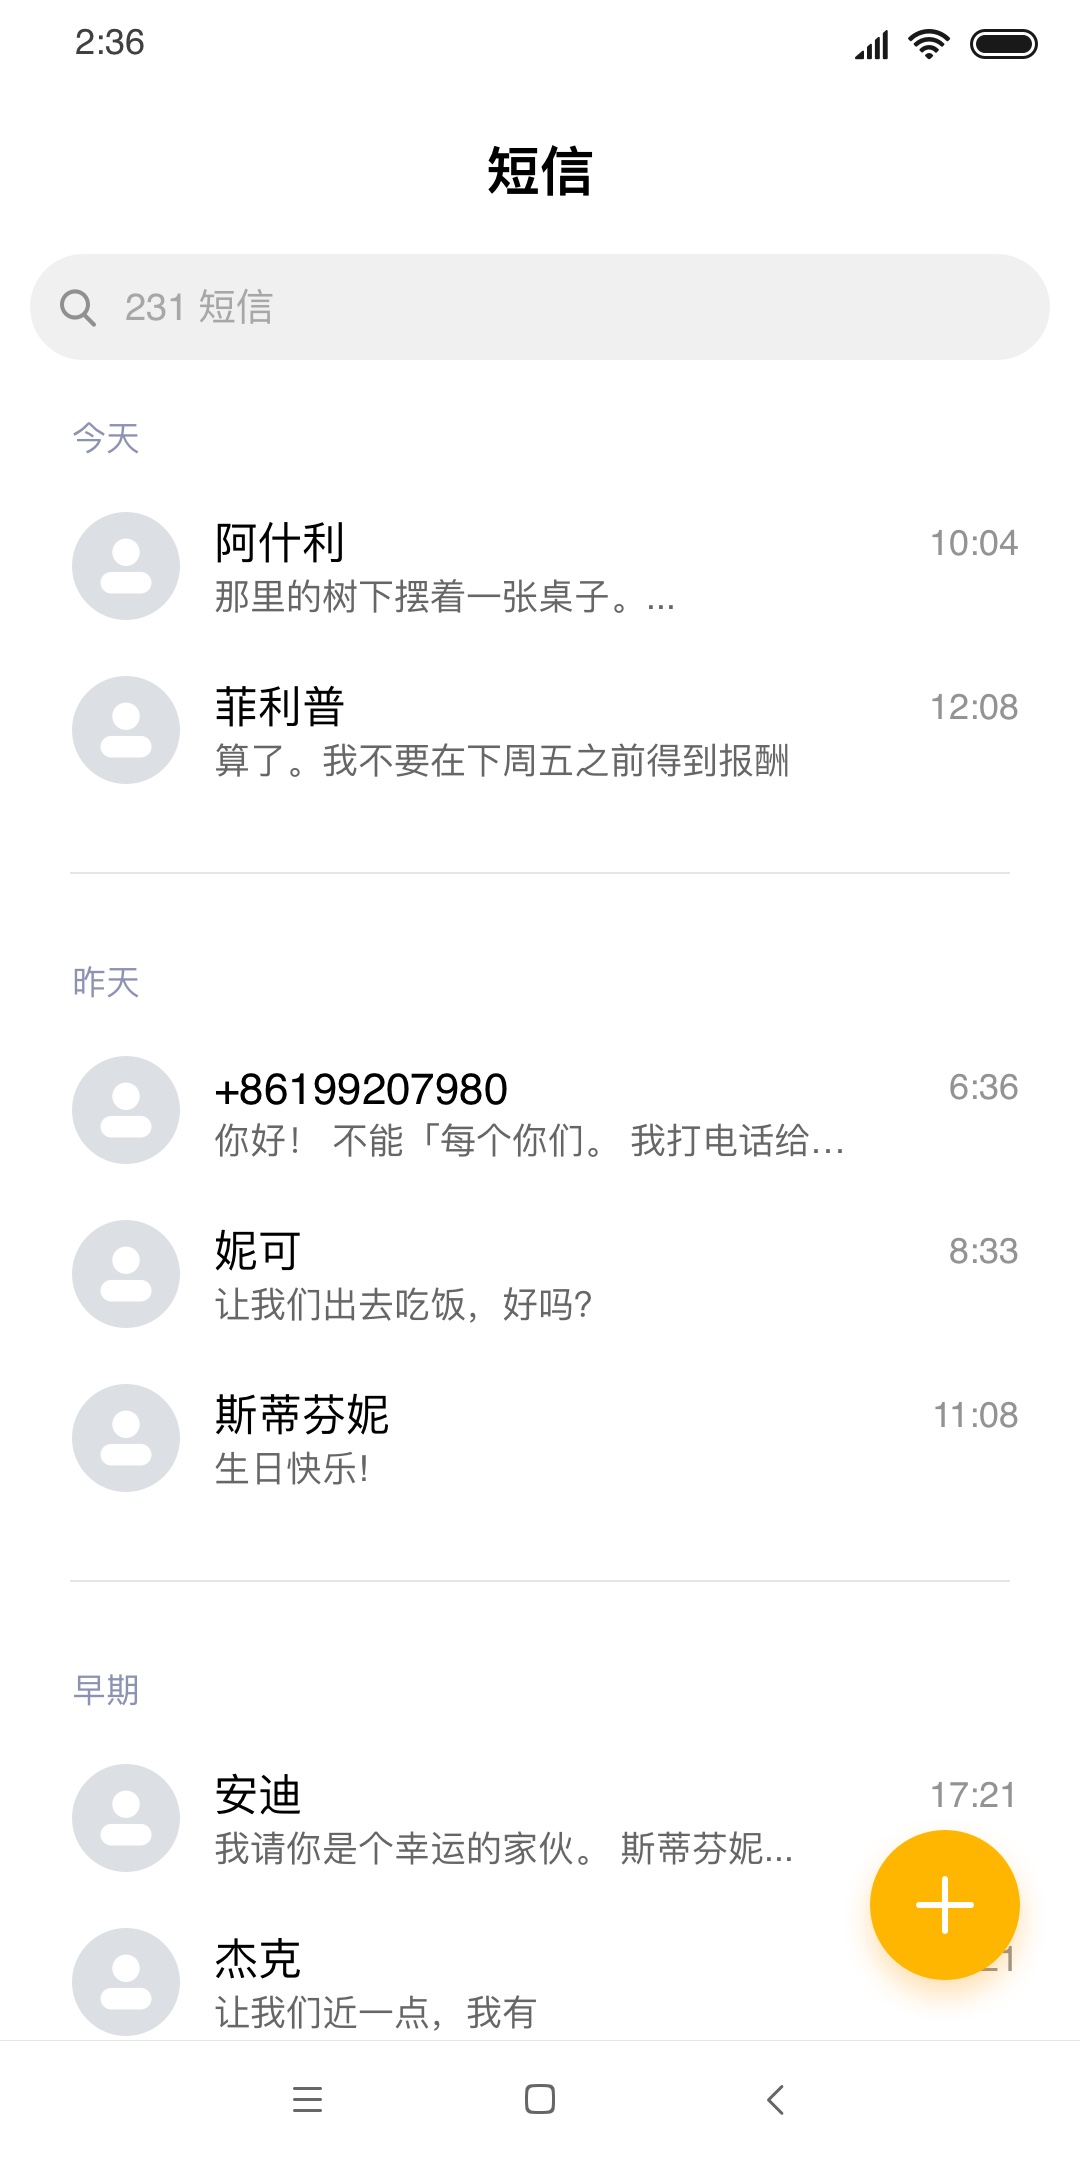 2:36
短信
231 短信
今天
阿什利
10:04
那里的树下摆着一张桌子。...
菲利普
12:08
算了。我不要在下周五之前得到报酬
昨天
+86199207980
6:36
你好！ 不能「每个你们。 我打电话给...
妮可
8:33
让我们出去吃饭，好吗?
斯蒂芬妮
11:08
生日快乐!
早期
安迪
17:21
我请你是个幸运的家伙。 斯蒂芬妮...
杰克
让我们近一点，我有